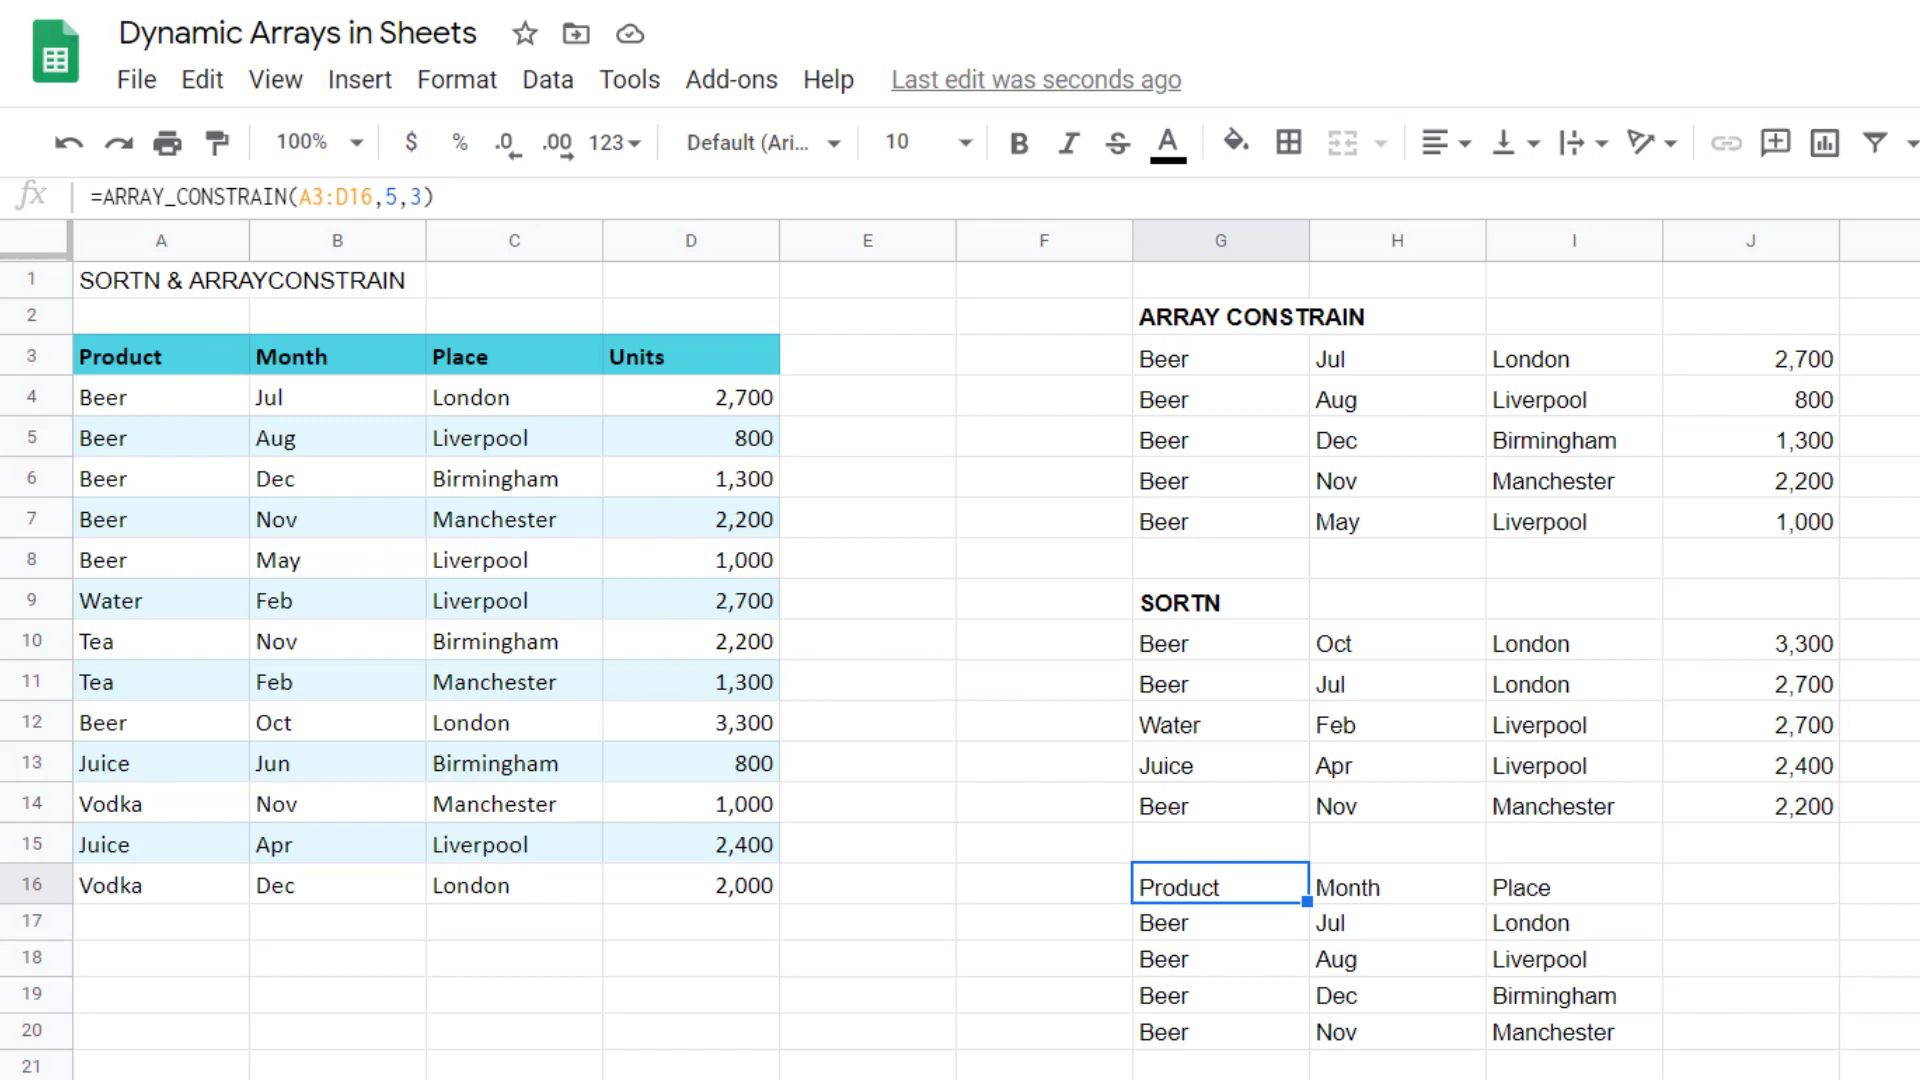 Dynamic Arrays in Sheets
File Edit View Insert Format Data Tools Add-ons Help Last edit was seconds ago
100% $ % .0 .00 123 Default (Ari... 10 B I S A
fx =ARRAY_CONSTRAIN(A3:D16,5,3)
A B C D E F G H I J
1 SORTN & ARRAYCONSTRAIN
2 ARRAY CONSTRAIN
3 Product Month Place Units Beer Jul London 2,700
4 Beer Jul London 2,700 Beer Aug Liverpool 800
5 Beer Aug Liverpool 800 Beer Dec Birmingham 1,300
6 Beer Dec Birmingham 1,300 Beer Nov Manchester 2,200
7 Beer Nov Manchester 2,200 Beer May Liverpool 1,000
8 Beer May Liverpool 1,000
9 Water Feb Liverpool 2,700 SORTN
10 Tea Nov Birmingham 2,200 Beer Oct London 3,300
11 Tea Feb Manchester 1,300 Beer Jul London 2,700
12 Beer Oct London 3,300 Water Feb Liverpool 2,700
13 Juice Jun Birmingham 800 Juice Apr Liverpool 2,400
14 Vodka Nov Manchester 1,000 Beer Nov Manchester 2,200
15 Juice Apr Liverpool 2,400
16 Vodka Dec London 2,000 Product Month Place
17 Beer Jul London
18 Beer Aug Liverpool
19 Beer Dec Birmingham
20 Beer Nov Manchester
21